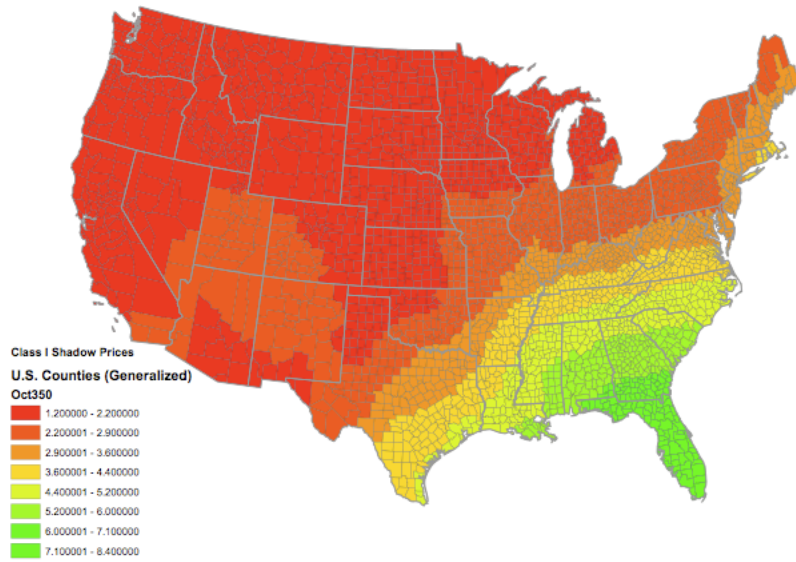 Class I Shadow Prices
U.S. Counties (Generalized)
Oct350
1.200000 - 2.200000
2.200001 - 2.900000
2.900001 - 3.600000
3.600001 - 4.400000
4.400001 - 5.200000
5.200001 - 6.000000
6.000001 - 7.100000
7.100001 - 8.400000